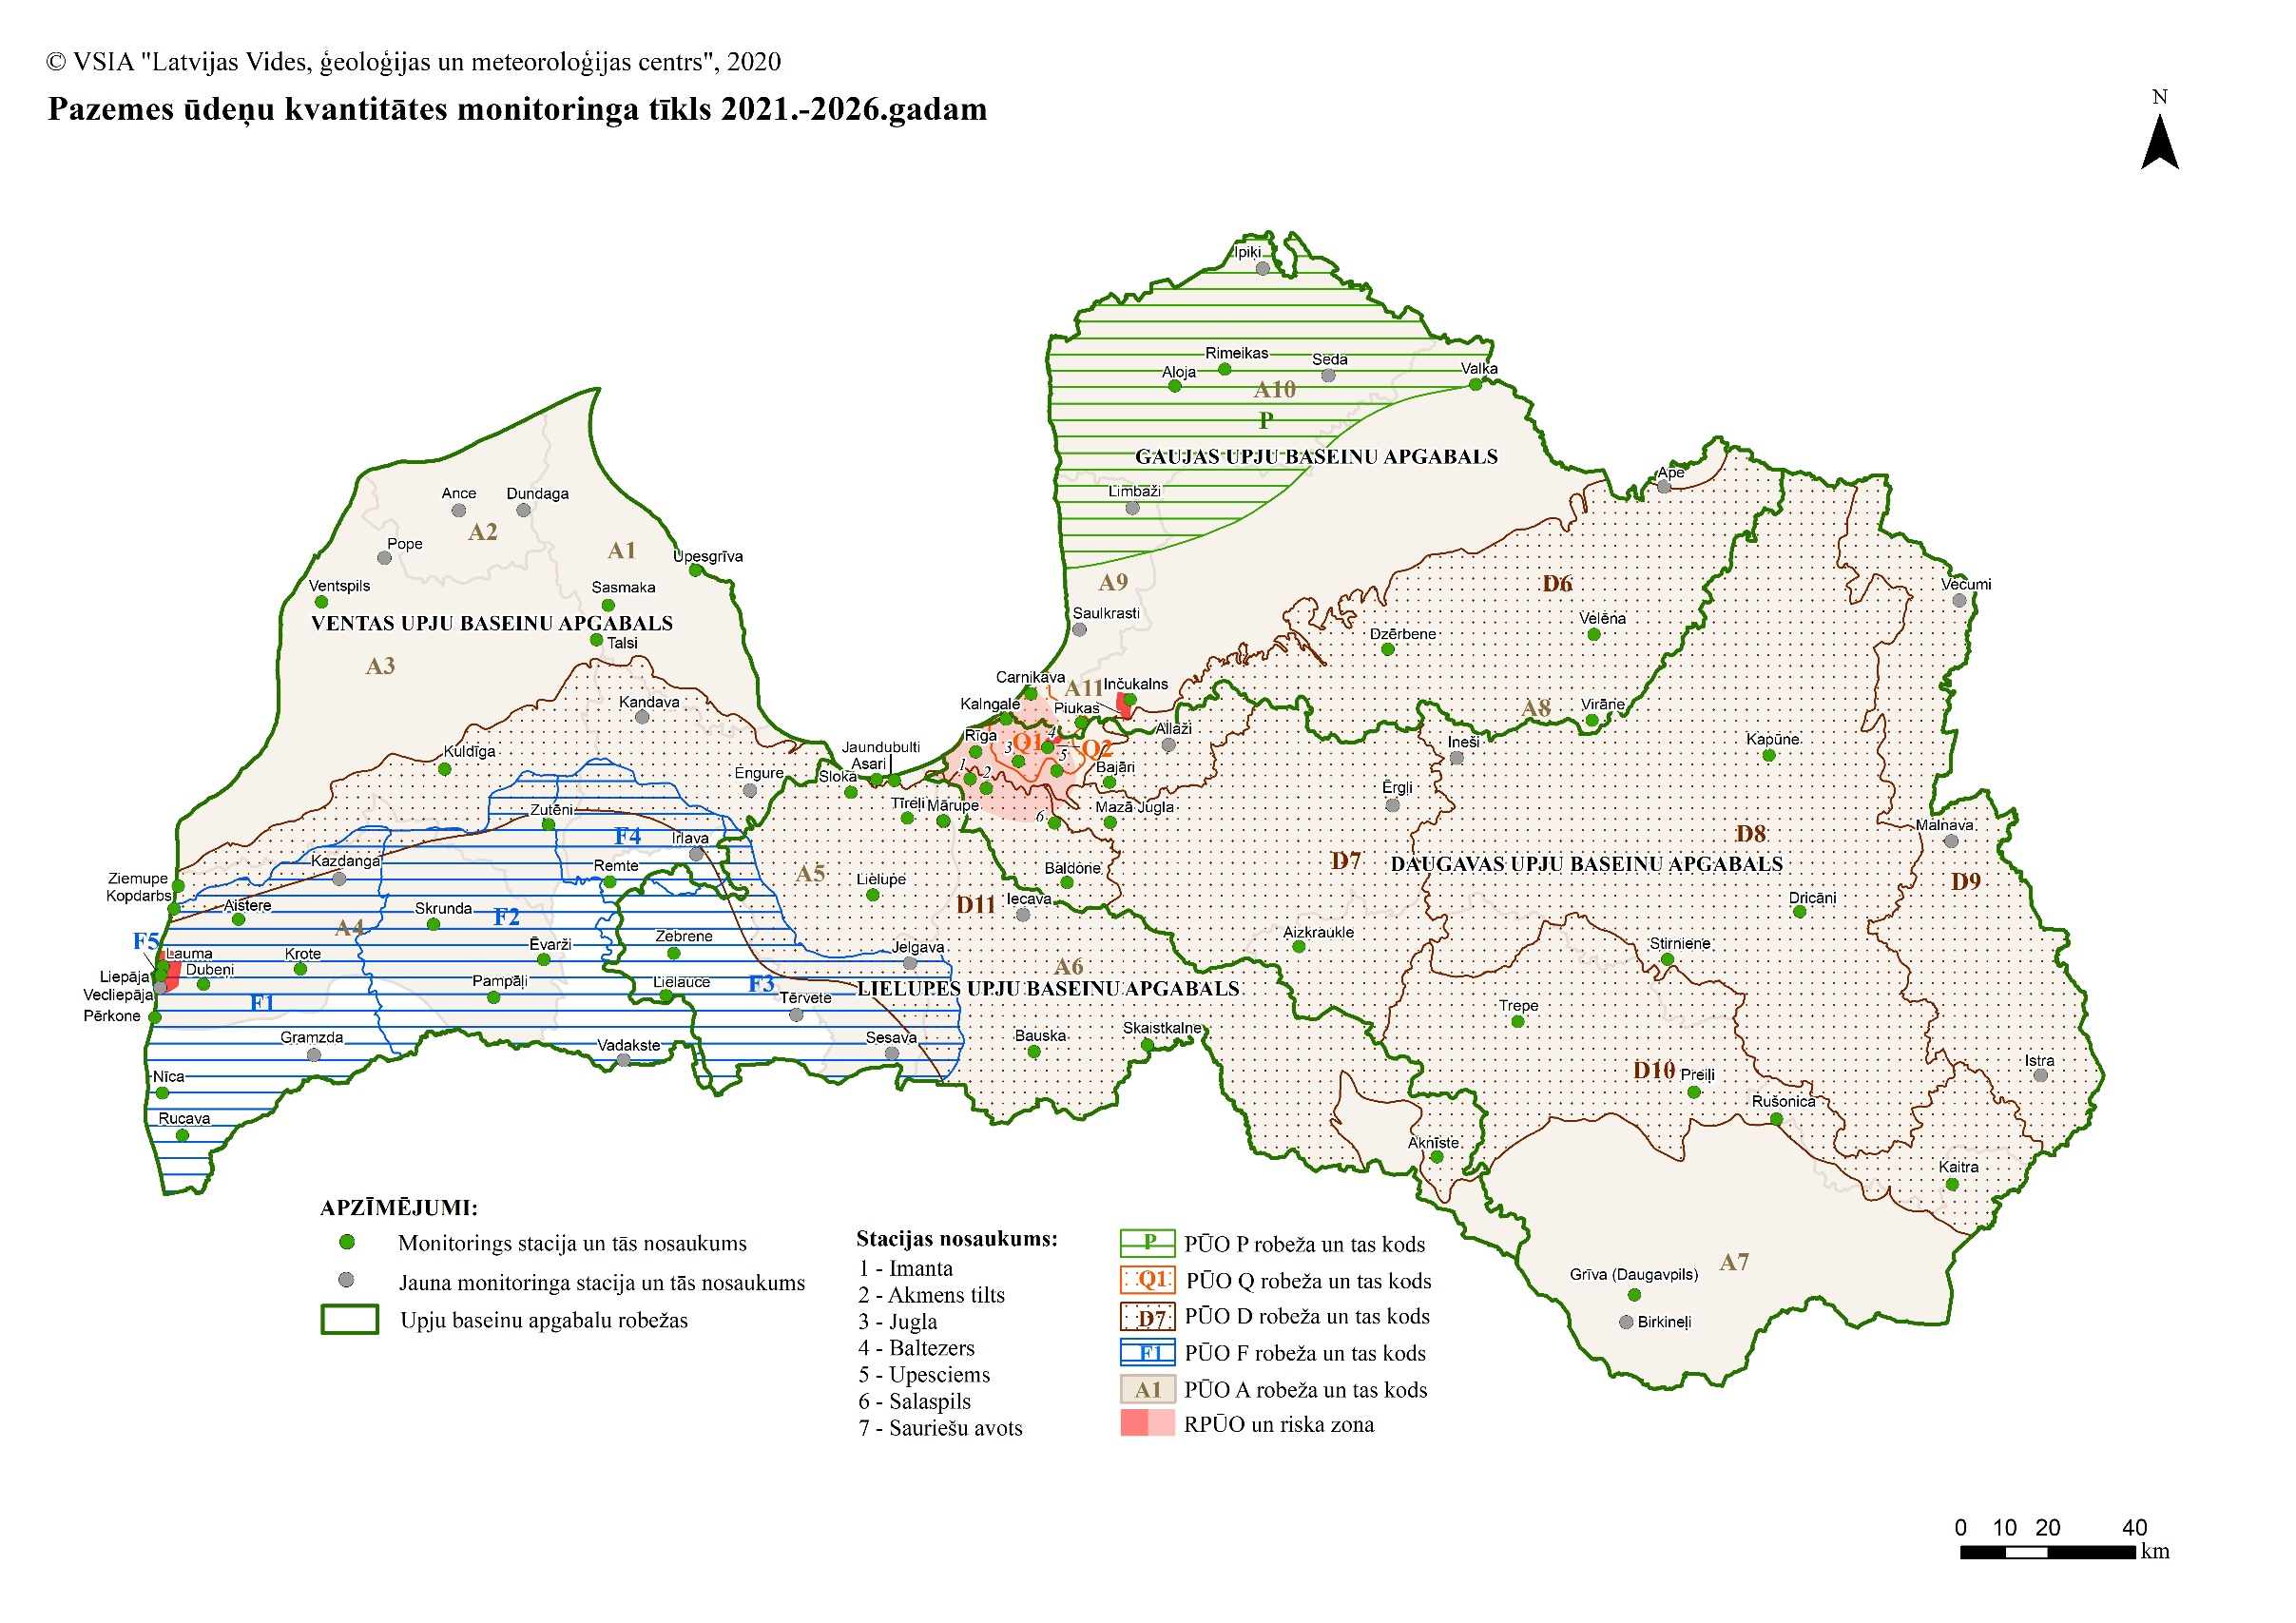 © VSIA "Latvijas Vides, ģeoloģijas un meteoroloģijas centrs", 2020
Pazemes ūdeņu kvantitātes monitoringa tīkls 2021.-2026.gadam
N
Ipiķi
Rimeikas
Seda
Aloja
Valka
A10
P
GAUJAS UPJU BASEINU APGABALS
Ape
Limbaži
Ance
Dundaga
A2
Pope
A1
Upesgrīva
Ventspils
Sasmaka
VENTAS UPJU BASEINU APGABALS
Talsi
A3
A9
Saulkrasti
D6
Velēna
Dzērbene
Vecumi
Carnikava
A11
Inčukalns
Kalngale
Piukas
A8
Virāne
Kandava
Kuldīga
Rīga
Q1
Q2
3
4
5
1
2
6
Allaži
Ineši
Kapūne
Jaundubulti
Asari
Sloka
Engure
Bajāri
Ērgļi
Tīreļi
Mārupe
Mazā Jugla
Zutēni
F4
Irlava
Malnava
D8
D7
DAUGAVAS UPJU BASEINU APGABALS
Kazdanga
Remte
A5
Lielupe
Baldone
D9
Ziemupe
Kopdarbs
Aistere
Skrunda
F2
D11
Iecava
Dricāni
A4
F5
Lauma
Krote
Ēvarži
Zebrene
Jelgava
Aizkraukle
Stirniene
Liepāja
Dubeņi
Vecliepāja
Pampāļi
Lielauce
F3
A6
LIELUPES UPJU BASEINU APGABALS
F1
Tērvete
Trepe
Pērkone
Gramzda
Vadakste
Sesava
Bauska
Skaistkalne
Istra
Nīca
D10
Preiļi
Rucava
Rušonica
Aknīste
Kaitra
A7
Grīva (Daugavpils)
Birkineļi
APZĪMĒJUMI:
Monitorings stacija un tās nosaukums
Jauna monitoringa stacija un tās nosaukums
Upju baseinu apgabalu robežas
Stacijas nosaukums:
1 - Imanta
2 - Akmens tilts
3 - Jugla
4 - Baltezers
5 - Upesciems
6 - Salaspils
7 - Sauriešu avots
P PŪO P robeža un tas kods
Q1 PŪO Q robeža un tas kods
D7 PŪO D robeža un tas kods
F1 PŪO F robeža un tas kods
A1 PŪO A robeža un tas kods
RPŪO un riska zona
0 10 20 40
km